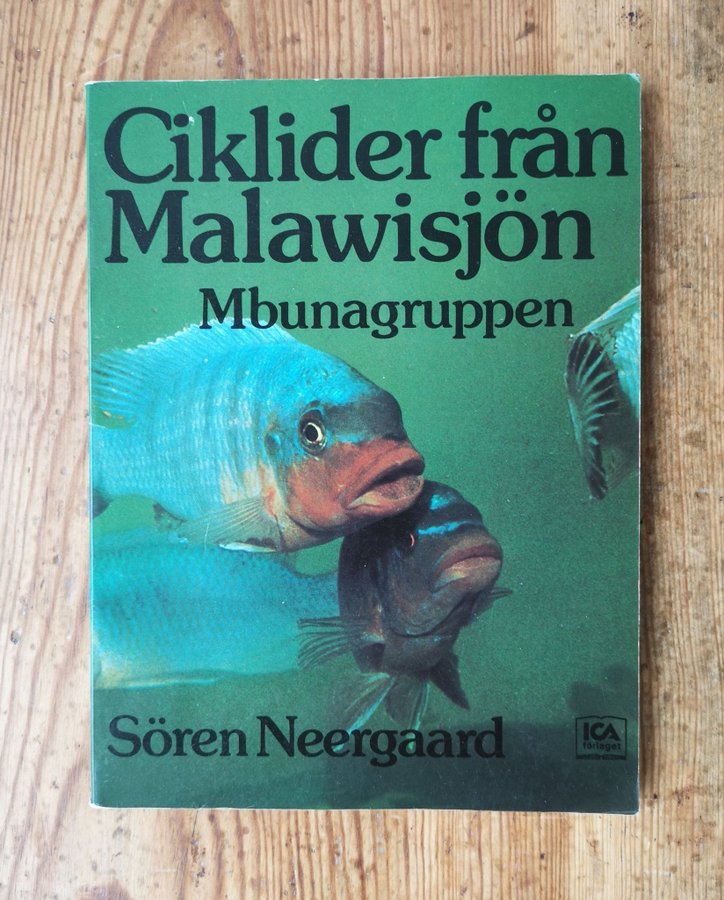 Ciklider från
Malawisjön
Mbunagruppen
Sören Neergaard
ICA
förlaget